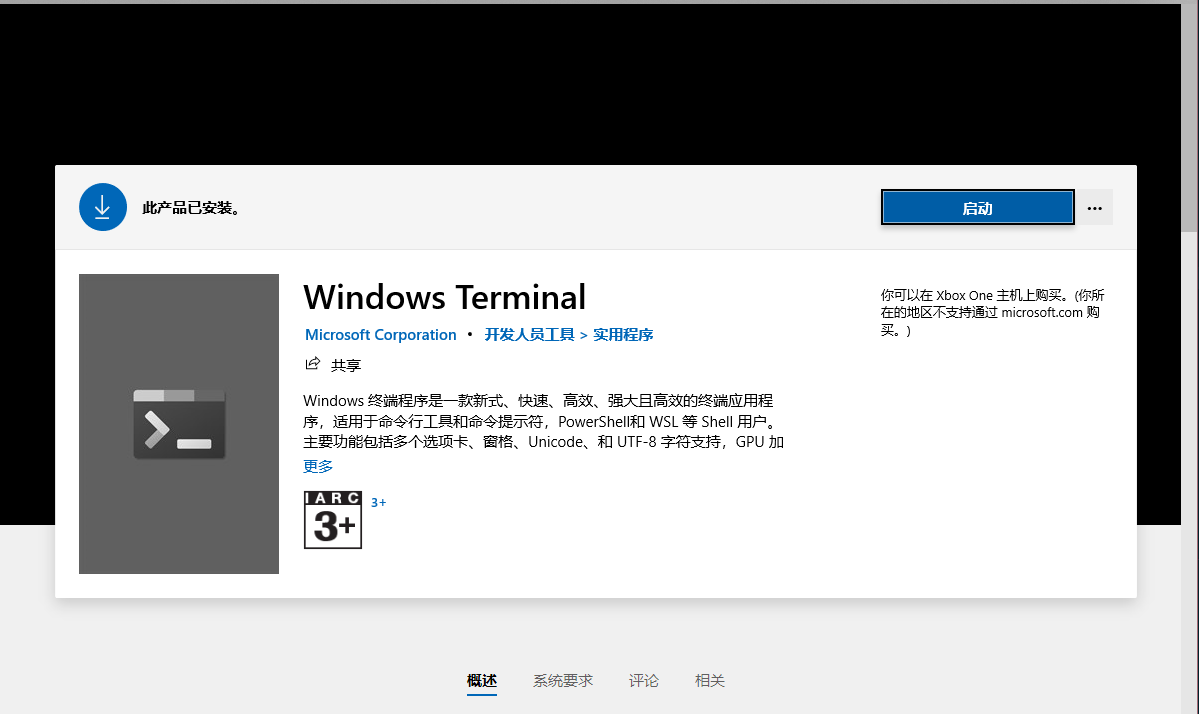 此产品已安装。
启动
...
Windows Terminal
Microsoft Corporation • 开发人员工具 > 实用程序
共享
Windows 终端程序是一款新式、快速、高效、强大且高效的终端应用程
序，适用于命令行工具和命令提示符，PowerShell和 WSL 等 Shell 用户。
主要功能包括多个选项卡、窗格、Unicode、和 UTF-8 字符支持，GPU 加
更多
IARC
3+
3+
你可以在 Xbox One 主机上购买。(你所
在的地区不支持通过 microsoft.com 购
买。)
概述 系统要求 评论 相关